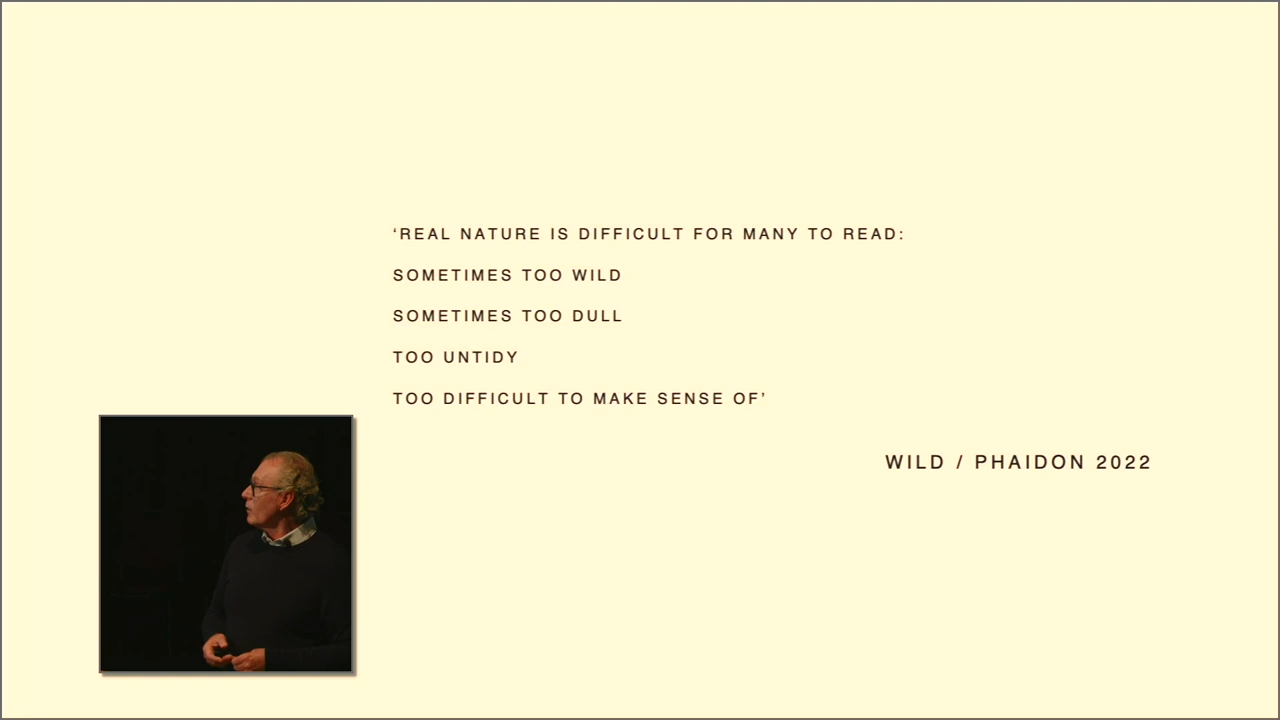 ‘REAL NATURE IS DIFFICULT FOR MANY TO READ:
SOMETIMES TOO WILD
SOMETIMES TOO DULL
TOO UNTIDY
TOO DIFFICULT TO MAKE SENSE OF’
WILD / PHAIDON 2022